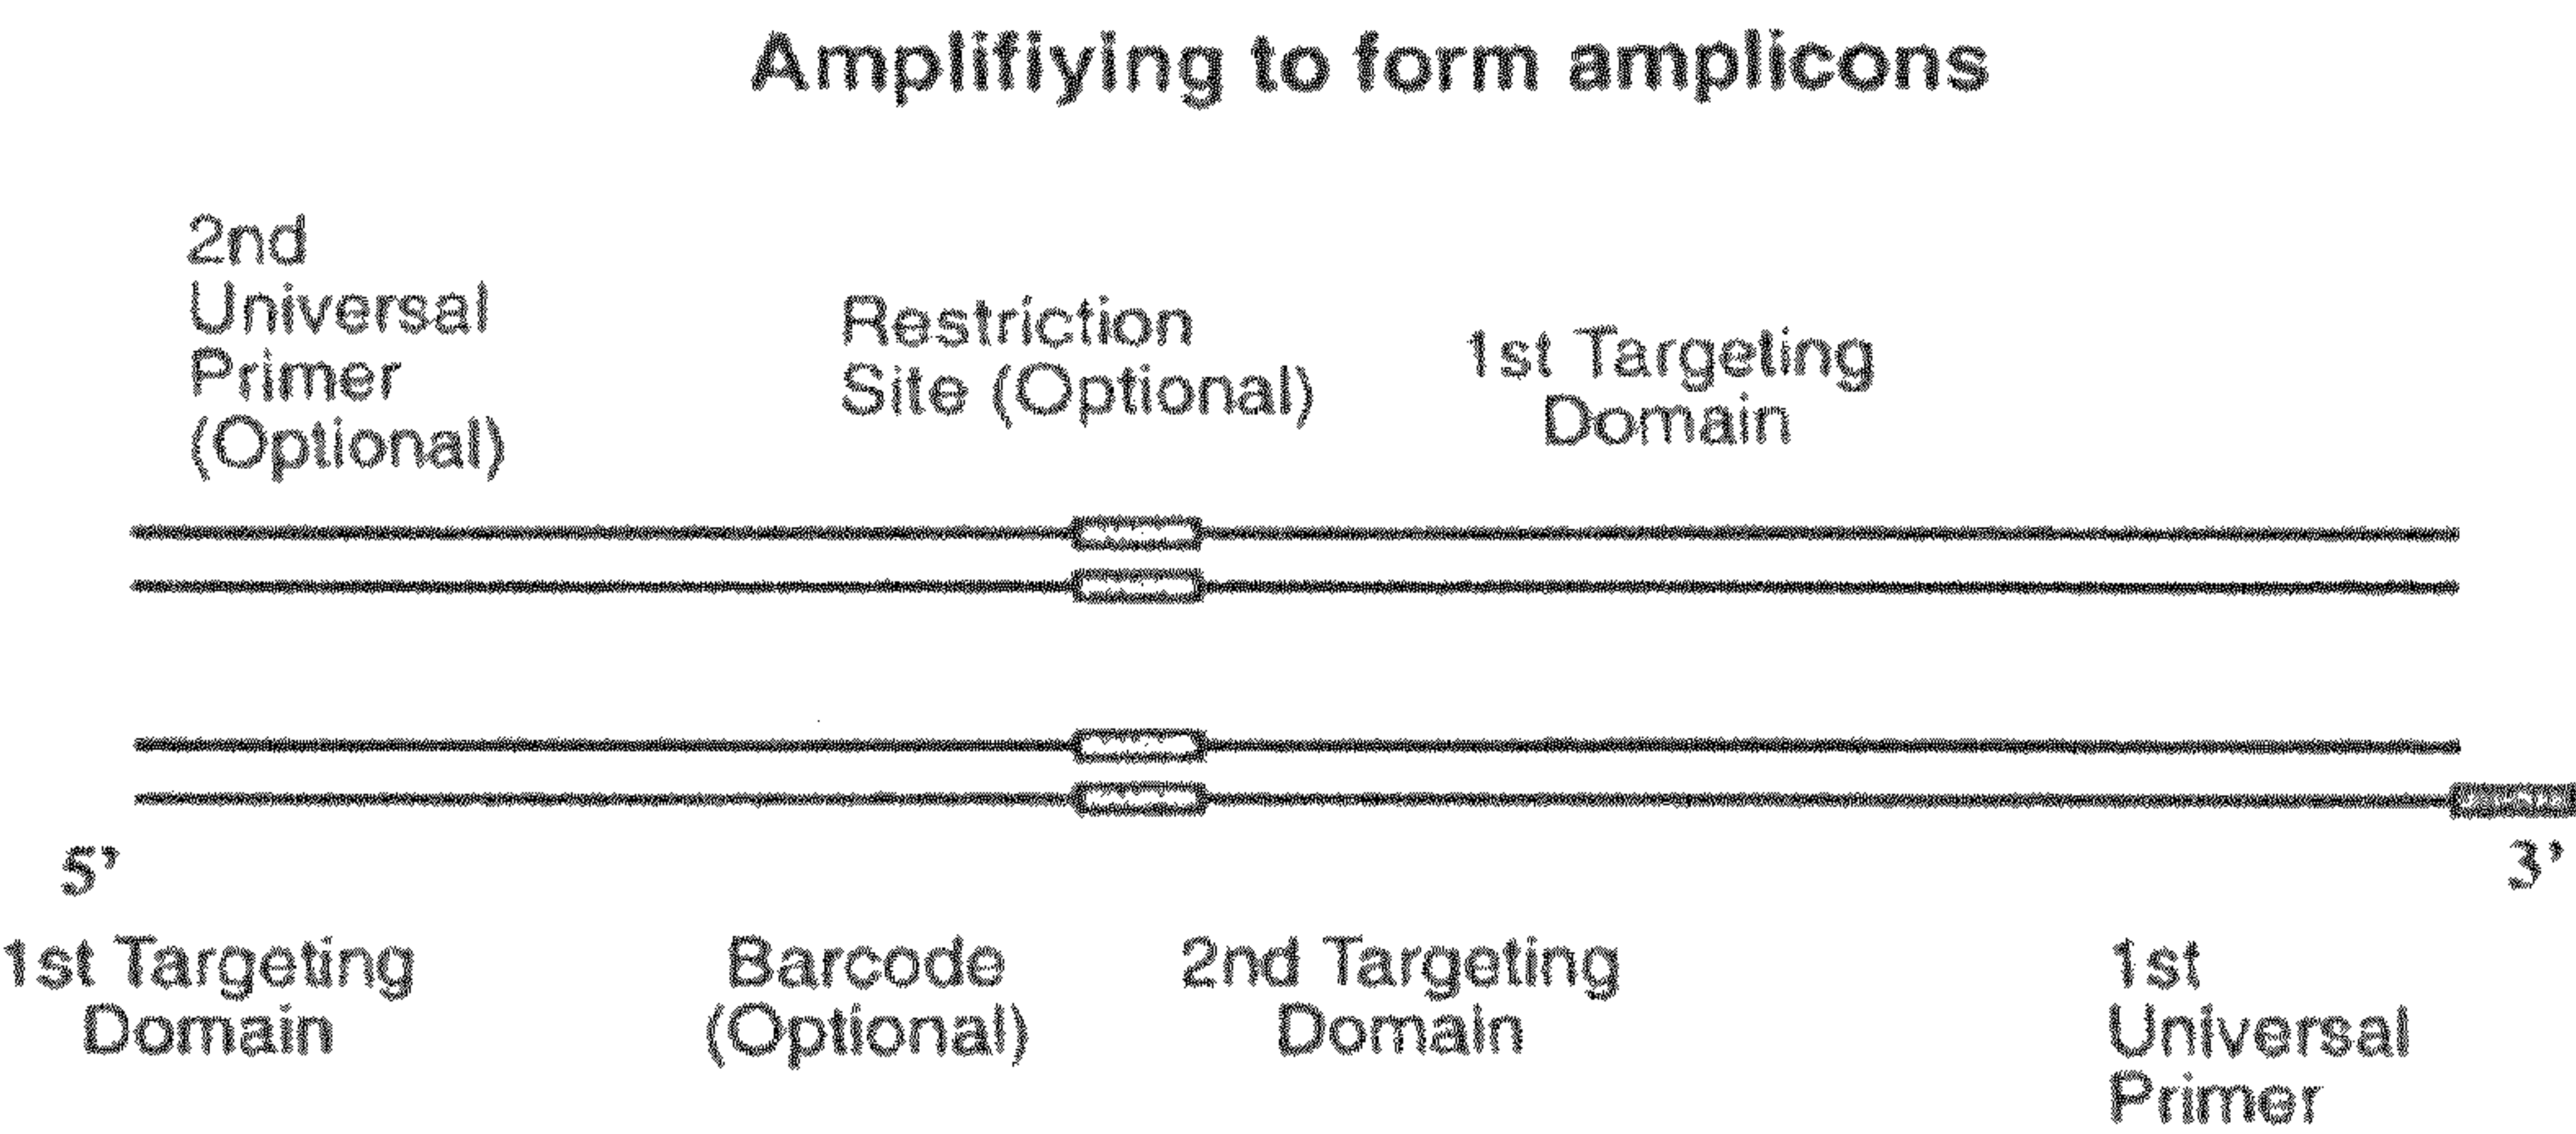 Amplifiying to form amplicons
2nd
Universal
Primer
(Optional)
Restriction
Site (Optional)
1st Targeting
Domain
5’
3’
1st Targeting
Domain
Barcode
(Optional)
2nd Targeting
Domain
1st
Universal
Primer